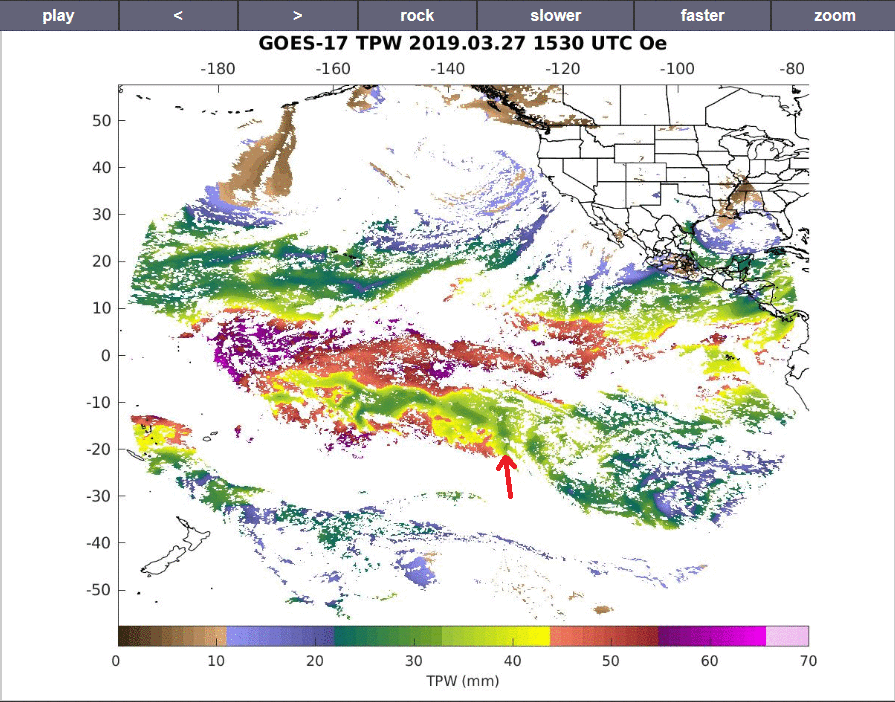 play < > rock slower faster zoom
GOES-17 TPW 2019.03.27 1530 UTC Oe
-180 -160 -140 -120 -100 -80
50
40
30
20
10
0
-10
-20
-30
-40
-50
0 10 20 30 40 50 60 70
TPW (mm)